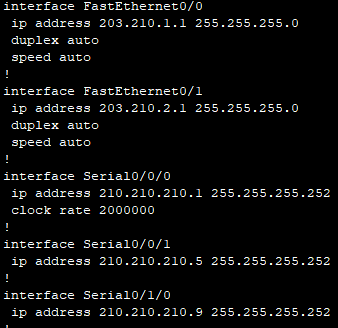 interface FastEthernet0/0
 ip address 203.210.1.1 255.255.255.0
 duplex auto
 speed auto
!
interface FastEthernet0/1
 ip address 203.210.2.1 255.255.255.0
 duplex auto
 speed auto
!
interface Serial0/0/0
 ip address 210.210.210.1 255.255.255.252
 clock rate 2000000
!
interface Serial0/0/1
 ip address 210.210.210.5 255.255.255.252
!
interface Serial0/1/0
 ip address 210.210.210.9 255.255.255.252
!